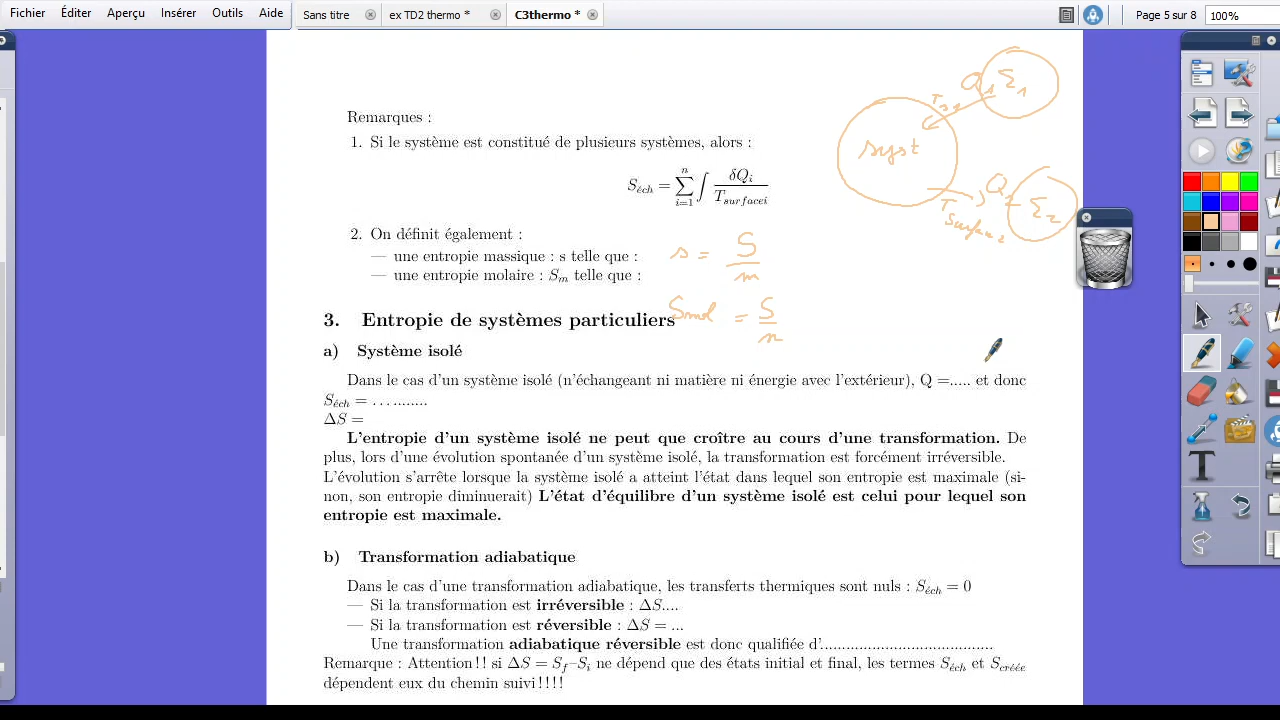 Fichier Éditer Aperçu Insérer Outils Aide
Sans titre ex TD2 thermo * C3thermo *
Page 5 sur 8 100%
Remarques :
1. Si le système est constitué de plusieurs systèmes, alors :
S_éch = ∑_{i=1}^{n} ∫ δQ_i / T_surfacei
Q1 Σ1
syst
Q2 Σ2
T surface 2
2. On définit également :
— une entropie massique : s telle que : s = S/m
— une entropie molaire : S_m telle que : Smol = S/n
3. Entropie de systèmes particuliers
a) Système isolé
Dans le cas d'un système isolé (n'échangeant ni matière ni énergie avec l'extérieur), Q =..... et donc
S_éch = ...........
ΔS =
L'entropie d'un système isolé ne peut que croître au cours d'une transformation. De
plus, lors d'une évolution spontanée d'un système isolé, la transformation est forcément irréversible.
L'évolution s'arrête lorsque la système isolé a atteint l'état dans lequel son entropie est maximale (si-
non, son entropie diminuerait) L'état d'équilibre d'un système isolé est celui pour lequel son
entropie est maximale.
b) Transformation adiabatique
Dans le cas d'une transformation adiabatique, les transferts thermiques sont nuls : S_éch = 0
— Si la transformation est irréversible : ΔS....
— Si la transformation est réversible : ΔS = ...
Une transformation adiabatique réversible est donc qualifiée d'.......................................
Remarque : Attention!! si ΔS = S_f–S_i ne dépend que des états initial et final, les termes S_éch et S_créée
dépendent eux du chemin suivi!!!!